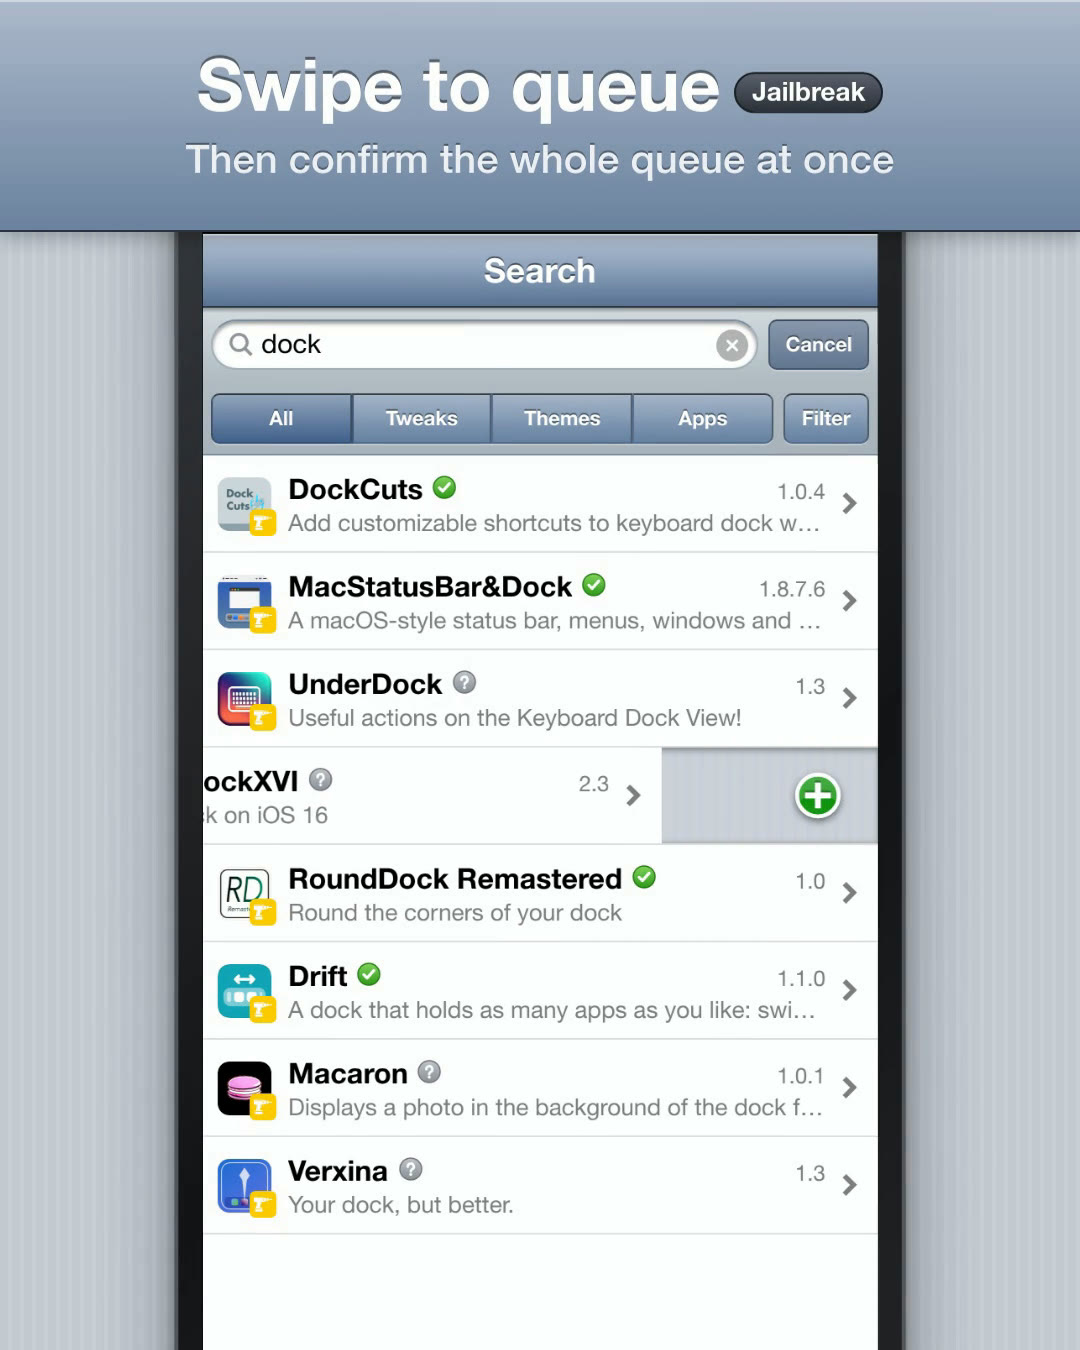 Swipe to queue Jailbreak
Then confirm the whole queue at once
Search
dock
Cancel
All Tweaks Themes Apps Filter
Dock
Cuts
DockCuts 1.0.4
Add customizable shortcuts to keyboard dock w...
MacStatusBar&Dock 1.8.7.6
A macOS-style status bar, menus, windows and ...
UnderDock ? 1.3
Useful actions on the Keyboard Dock View!
ockXVI ? 2.3
k on iOS 16
RD
RoundDock Remastered 1.0
Round the corners of your dock
Drift 1.1.0
A dock that holds as many apps as you like: swi...
Macaron ? 1.0.1
Displays a photo in the background of the dock f...
Verxina ? 1.3
Your dock, but better.